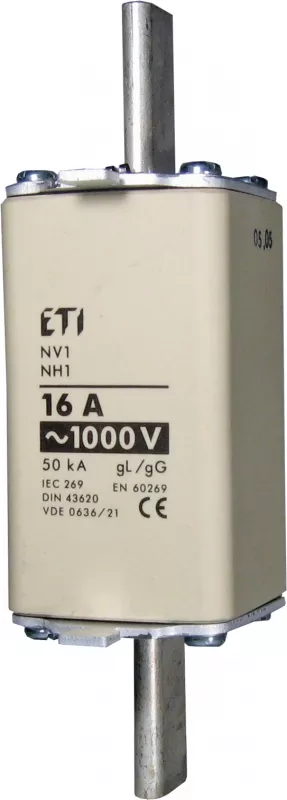 05,05
ETI
NV1
NH1
16 A
~1000 V
50 kA gL/gG
IEC 269 EN 60269
DIN 43620
VDE 0636/21 CE